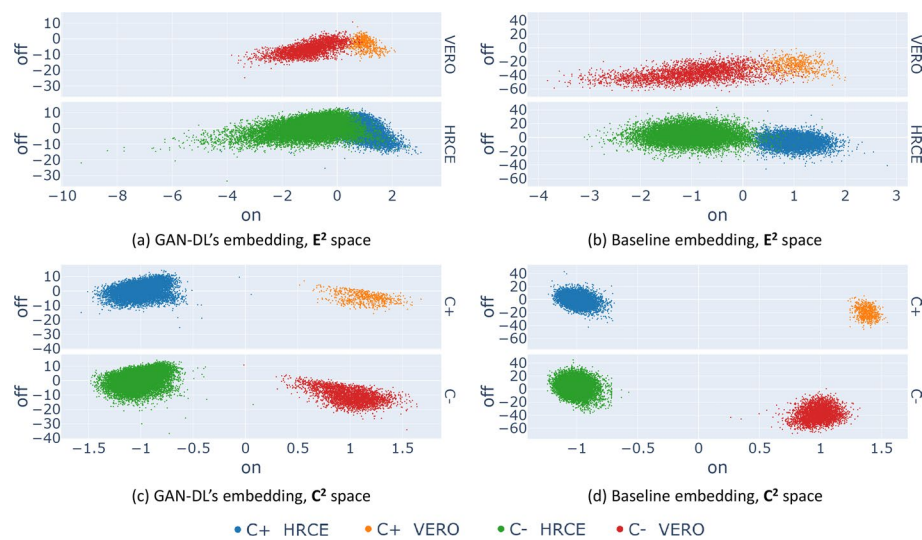 10
0
−10
−20
−30
off
VERO
10
0
−10
−20
−30
off
HRCE
−10 −8 −6 −4 −2 0 2
on
(a) GAN-DL's embedding, E² space
40
20
0
−20
−40
−60
off
VERO
40
20
0
−20
−40
−60
off
HRCE
−4 −3 −2 −1 0 1 2 3
on
(b) Baseline embedding, E² space
10
0
−10
−20
−30
−40
off
C+
10
0
−10
−20
−30
−40
off
C-
−1.5 −1 −0.5 0 0.5 1 1.5
on
(c) GAN-DL's embedding, C² space
40
20
0
−20
−40
−60
off
C+
40
20
0
−20
−40
−60
off
C-
−1 −0.5 0 0.5 1 1.5
on
(d) Baseline embedding, C² space
C+ HRCE C+ VERO C- HRCE C- VERO